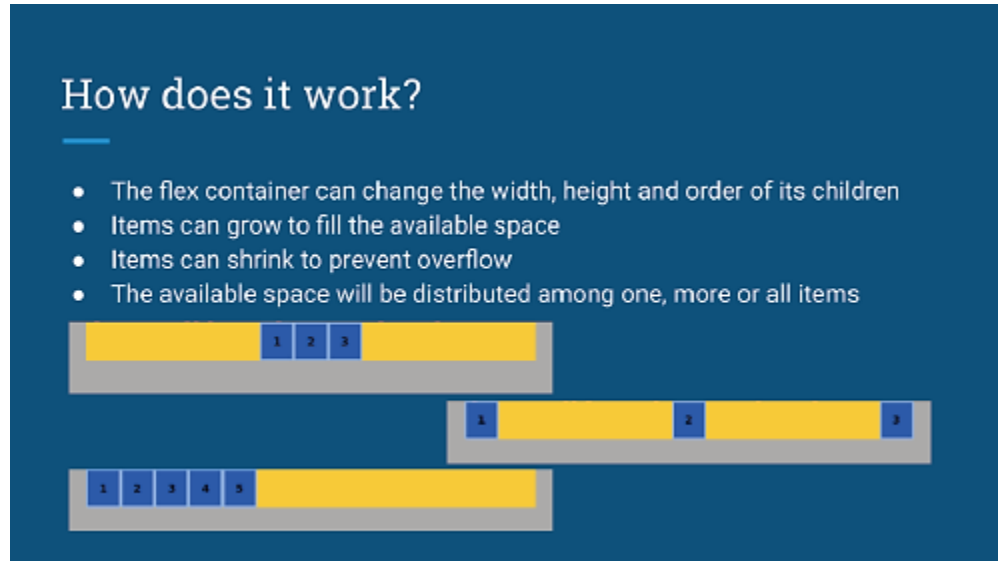 How does it work?
● The flex container can change the width, height and order of its children
● Items can grow to fill the available space
● Items can shrink to prevent overflow
● The available space will be distributed among one, more or all items
1 2 3
1 2 3
1 2 3 4 5